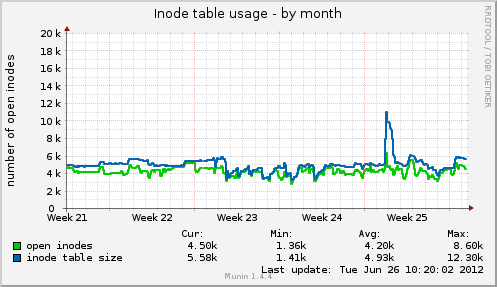 Inode table usage - by month
RRDTOOL / TOBI OETIKER
number of open inodes
20 k
18 k
16 k
14 k
12 k
10 k
8 k
6 k
4 k
2 k
0
Week 21 Week 22 Week 23 Week 24 Week 25
Cur: Min: Avg: Max:
open inodes 4.50k 1.36k 4.20k 8.60k
inode table size 5.58k 1.41k 4.93k 12.30k
Last update: Tue Jun 26 10:20:02 2012
Munin 1.4.4